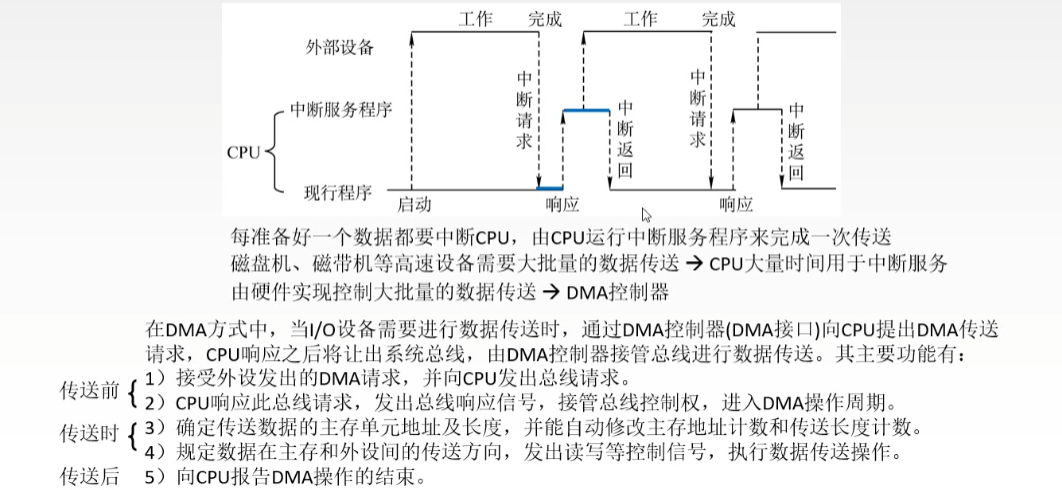 工作 完成 工作 完成
外部设备
中断请求 中断请求
中断服务程序 中断返回 中断返回
CPU
现行程序
启动 响应 响应
每准备好一个数据都要中断CPU，由CPU运行中断服务程序来完成一次传送
磁盘机、磁带机等高速设备需要大批量的数据传送 → CPU大量时间用于中断服务
由硬件实现控制大批量的数据传送 → DMA控制器
在DMA方式中，当I/O设备需要进行数据传送时，通过DMA控制器(DMA接口)向CPU提出DMA传送
请求，CPU响应之后将让出系统总线，由DMA控制器接管总线进行数据传送。其主要功能有：
传送前 1）接受外设发出的DMA请求，并向CPU发出总线请求。
2）CPU响应此总线请求，发出总线响应信号，接管总线控制权，进入DMA操作周期。
传送时 3）确定传送数据的主存单元地址及长度，并能自动修改主存地址计数和传送长度计数。
4）规定数据在主存和外设间的传送方向，发出读写等控制信号，执行数据传送操作。
传送后 5）向CPU报告DMA操作的结束。